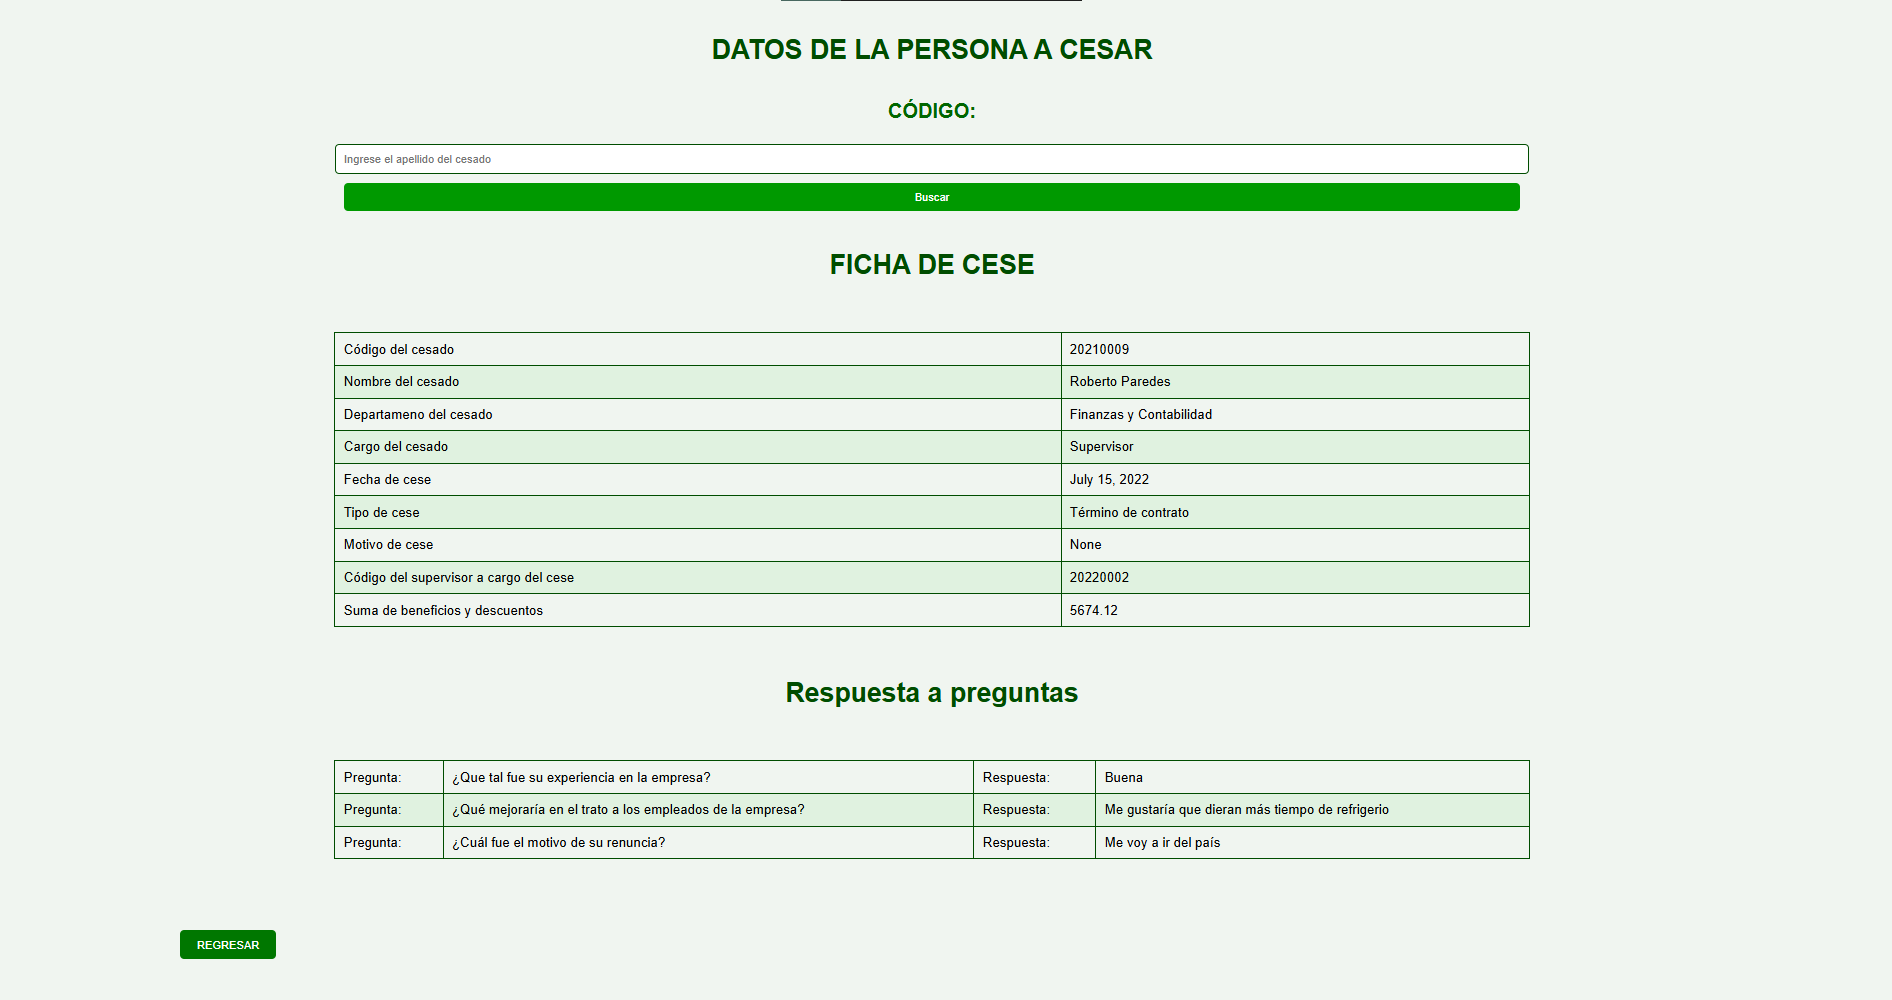 DATOS DE LA PERSONA A CESAR
CÓDIGO:
Ingrese el apellido del cesado
Buscar
FICHA DE CESE
Código del cesado 20210009
Nombre del cesado Roberto Paredes
Departameno del cesado Finanzas y Contabilidad
Cargo del cesado Supervisor
Fecha de cese July 15, 2022
Tipo de cese Término de contrato
Motivo de cese None
Código del supervisor a cargo del cese 20220002
Suma de beneficios y descuentos 5674.12
Respuesta a preguntas
Pregunta: ¿Que tal fue su experiencia en la empresa? Respuesta: Buena
Pregunta: ¿Qué mejoraría en el trato a los empleados de la empresa? Respuesta: Me gustaría que dieran más tiempo de refrigerio
Pregunta: ¿Cuál fue el motivo de su renuncia? Respuesta: Me voy a ir del país
REGRESAR